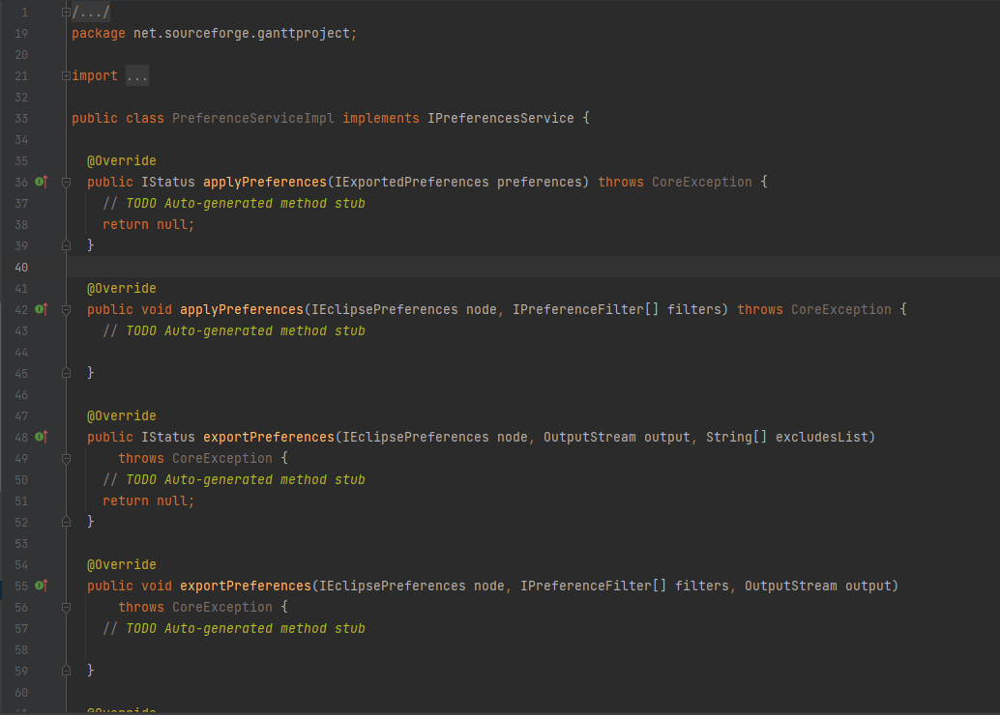 1 /.../
19 package net.sourceforge.ganttproject;
20
21 import ...
32
33 public class PreferenceServiceImpl implements IPreferencesService {
34
35 @Override
36 public IStatus applyPreferences(IExportedPreferences preferences) throws CoreException {
37 // TODO Auto-generated method stub
38 return null;
39 }
40
41 @Override
42 public void applyPreferences(IEclipsePreferences node, IPreferenceFilter[] filters) throws CoreException {
43 // TODO Auto-generated method stub
44
45 }
46
47 @Override
48 public IStatus exportPreferences(IEclipsePreferences node, OutputStream output, String[] excludesList)
49 throws CoreException {
50 // TODO Auto-generated method stub
51 return null;
52 }
53
54 @Override
55 public void exportPreferences(IEclipsePreferences node, IPreferenceFilter[] filters, OutputStream output)
56 throws CoreException {
57 // TODO Auto-generated method stub
58
59 }
60
61 @Override